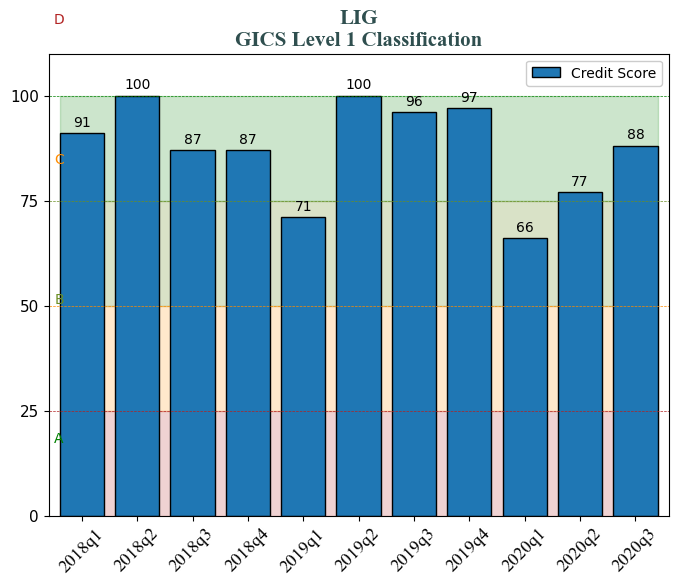 D
LIG
GICS Level 1 Classification
Credit Score
100
75
50
25
0
C
B
A
91
100
87
87
71
100
96
97
66
77
88
2018q1
2018q2
2018q3
2018q4
2019q1
2019q2
2019q3
2019q4
2020q1
2020q2
2020q3